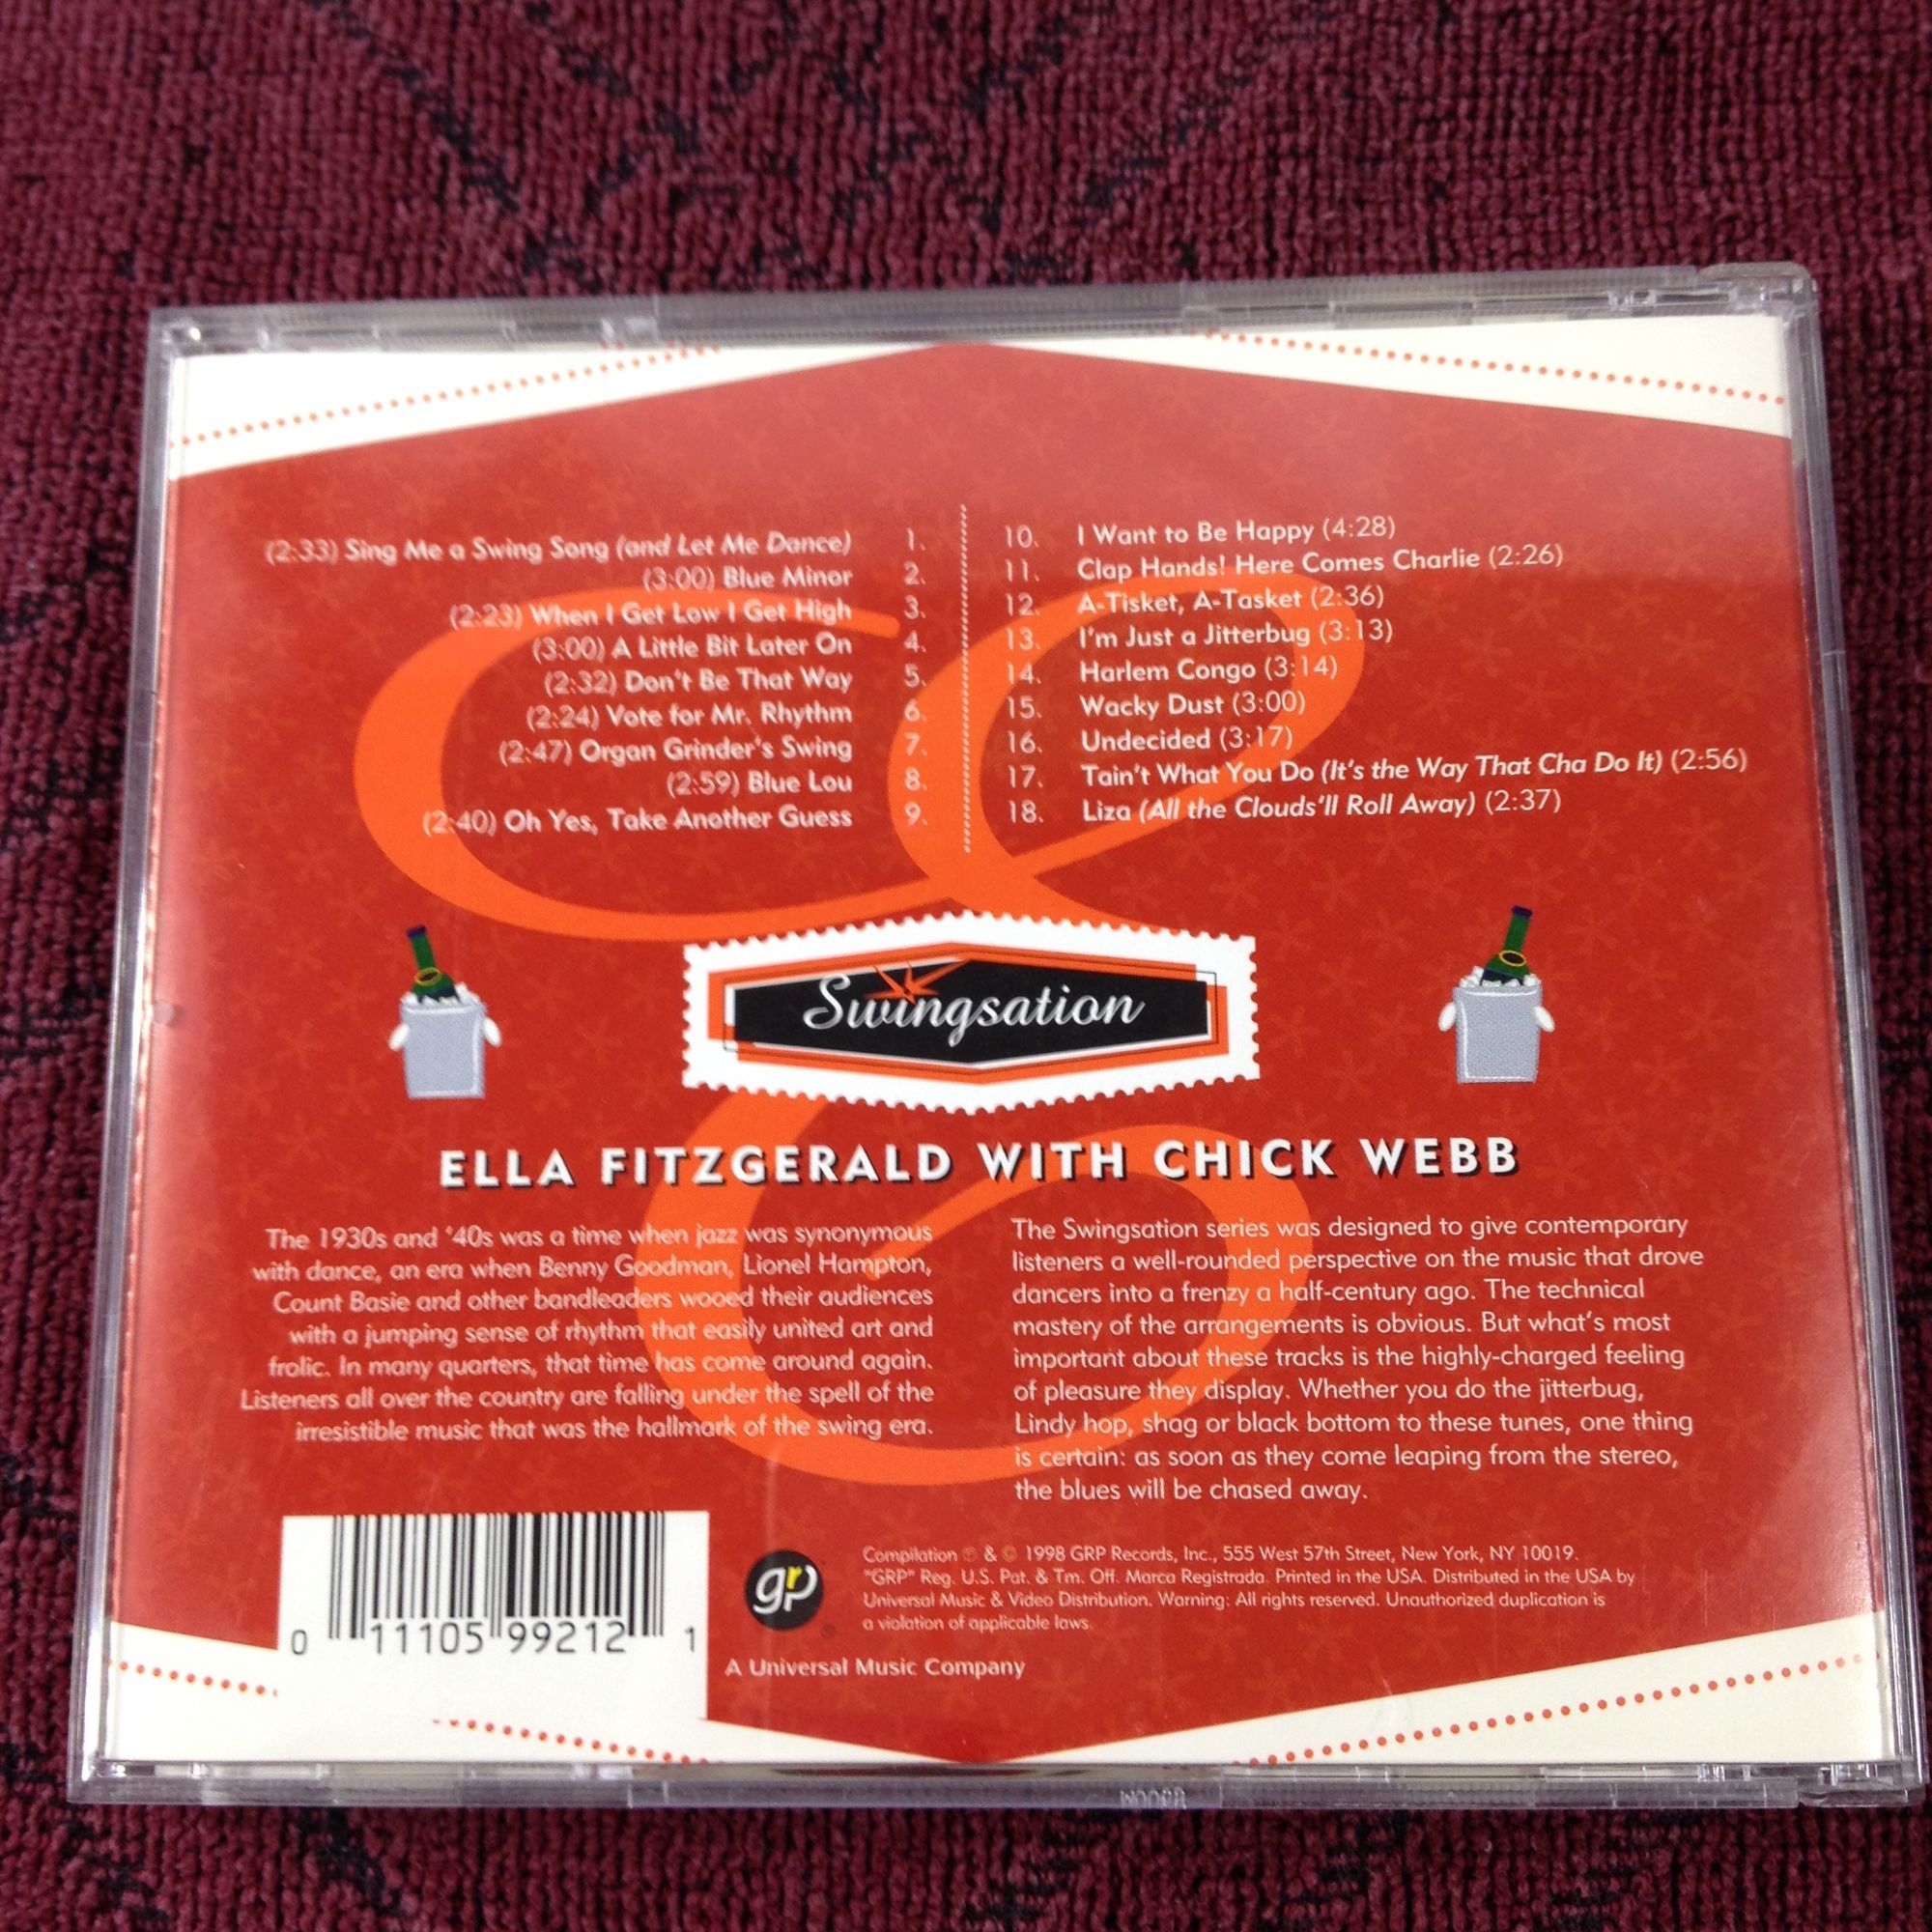 (2:33) Sing Me a Swing Song (and Let Me Dance) 1.
(3:00) Blue Minor 2.
(2:23) When I Get Low I Get High 3.
(3:00) A Little Bit Later On 4.
(2:32) Don't Be That Way 5.
(2:24) Vote for Mr. Rhythm 6.
(2:47) Organ Grinder's Swing 7.
(2:59) Blue Lou 8.
(2:40) Oh Yes, Take Another Guess 9.
10. I Want to Be Happy (4:28)
11. Clap Hands! Here Comes Charlie (2:26)
12. A-Tisket, A-Tasket (2:36)
13. I'm Just a Jitterbug (3:13)
14. Harlem Congo (3:14)
15. Wacky Dust (3:00)
16. Undecided (3:17)
17. Tain't What You Do (It's the Way That Cha Do It) (2:56)
18. Liza (All the Clouds'll Roll Away) (2:37)
Swingsation
ELLA FITZGERALD WITH CHICK WEBB
The 1930s and '40s was a time when jazz was synonymous
with dance, an era when Benny Goodman, Lionel Hampton,
Count Basie and other bandleaders wooed their audiences
with a jumping sense of rhythm that easily united art and
frolic. In many quarters, that time has come around again.
Listeners all over the country are falling under the spell of the
irresistible music that was the hallmark of the swing era.
The Swingsation series was designed to give contemporary
listeners a well-rounded perspective on the music that drove
dancers into a frenzy a half-century ago. The technical
mastery of the arrangements is obvious. But what's most
important about these tracks is the highly-charged feeling
of pleasure they display. Whether you do the jitterbug,
Lindy hop, shag or black bottom to these tunes, one thing
is certain: as soon as they come leaping from the stereo,
the blues will be chased away.
0 11105 99212 1
grp
Compilation ℗ & © 1998 GRP Records, Inc., 555 West 57th Street, New York, NY 10019.
"GRP" Reg. U.S. Pat. & Tm. Off. Marca Registrada. Printed in the USA. Distributed in the USA by
Universal Music & Video Distribution. Warning: All rights reserved. Unauthorized duplication is
a violation of applicable laws.
A Universal Music Company